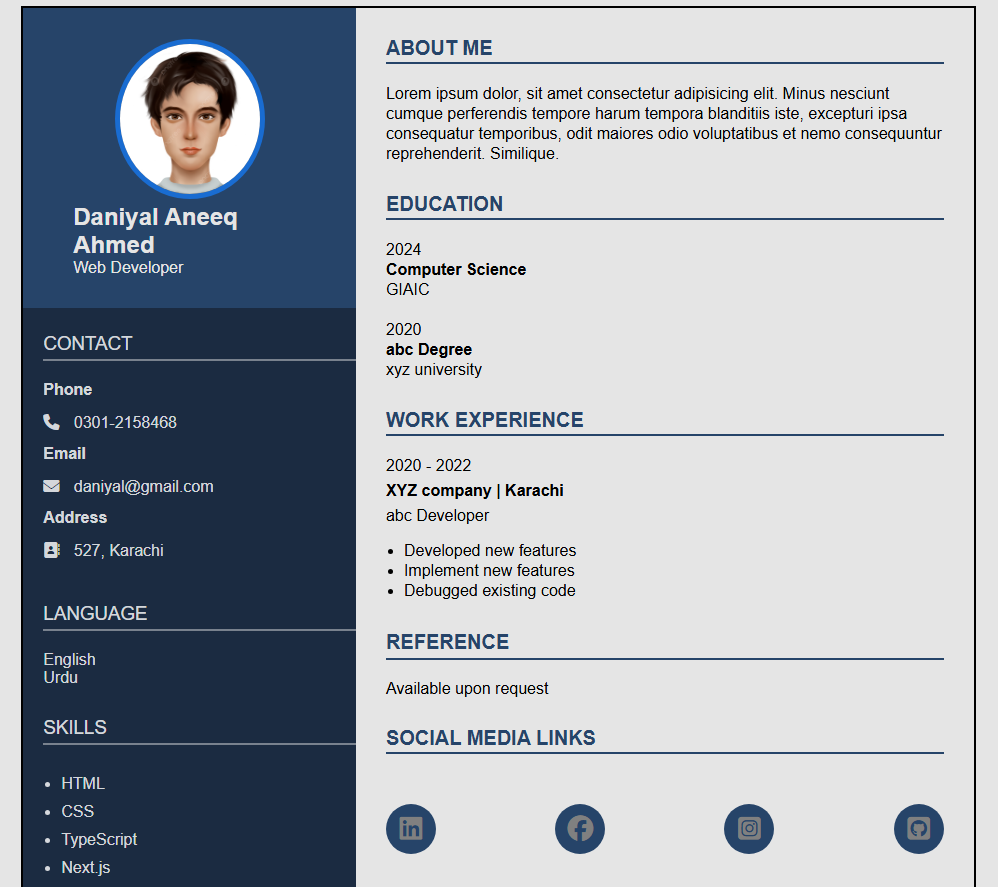 Daniyal Aneeq
Ahmed
Web Developer
CONTACT
Phone
0301-2158468
Email
daniyal@gmail.com
Address
527, Karachi
LANGUAGE
English
Urdu
SKILLS
HTML
CSS
TypeScript
Next.js
ABOUT ME
Lorem ipsum dolor, sit amet consectetur adipisicing elit. Minus nesciunt
cumque perferendis tempore harum tempora blanditiis iste, excepturi ipsa
consequatur temporibus, odit maiores odio voluptatibus et nemo consequuntur
reprehenderit. Similique.
EDUCATION
2024
Computer Science
GIAIC
2020
abc Degree
xyz university
WORK EXPERIENCE
2020 - 2022
XYZ company | Karachi
abc Developer
Developed new features
Implement new features
Debugged existing code
REFERENCE
Available upon request
SOCIAL MEDIA LINKS